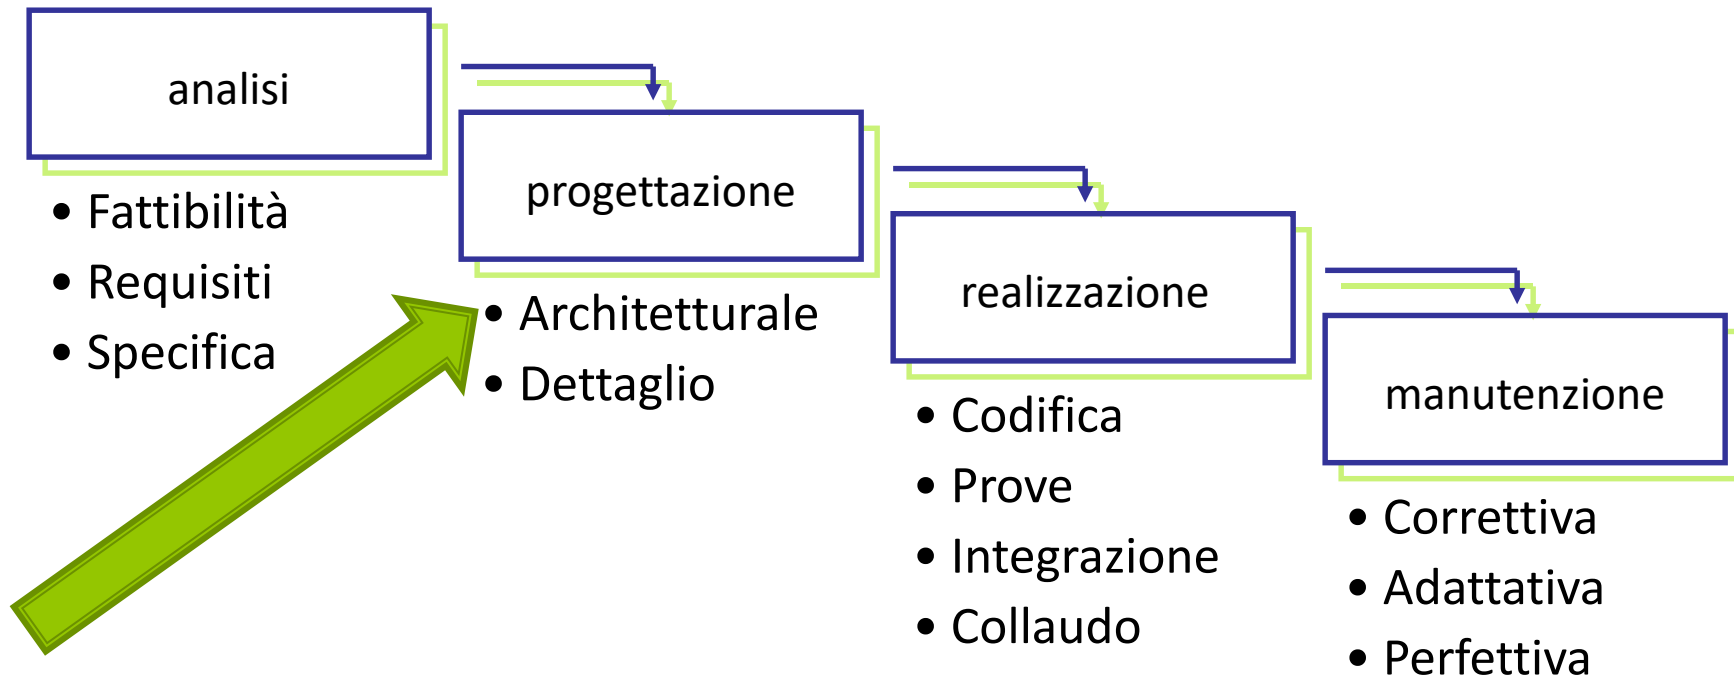 analisi
• Fattibilità
• Requisiti
• Specifica
progettazione
• Architetturale
• Dettaglio
realizzazione
• Codifica
• Prove
• Integrazione
• Collaudo
manutenzione
• Correttiva
• Adattativa
• Perfettiva